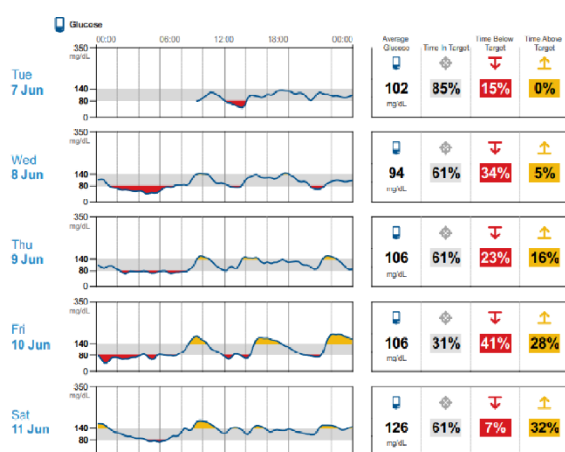 Glucose
00:00 06:00 12:00 18:00 00:00
Average Glucose Time In Target Time Below Target Time Above Target
Tue
7 Jun
350
mg/dL
140
80
0
102
mg/dL
85% 15% 0%
Wed
8 Jun
350
mg/dL
140
80
0
94
mg/dL
61% 34% 5%
Thu
9 Jun
350
mg/dL
140
80
0
106
mg/dL
61% 23% 16%
Fri
10 Jun
350
mg/dL
140
80
0
106
mg/dL
31% 41% 28%
Sat
11 Jun
350
mg/dL
140
80
126
mg/dL
61% 7% 32%